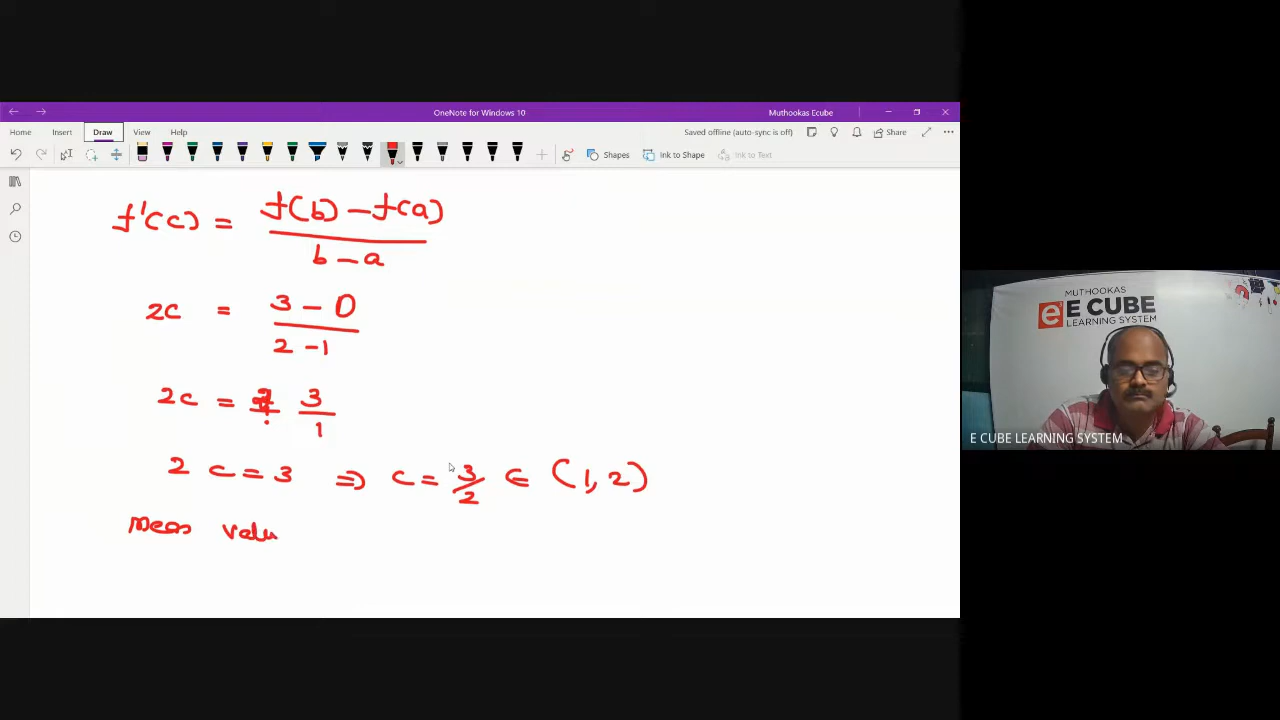 OneNote for Windows 10
Muthookas Ecube
Home Insert Draw View Help
Saved offline (auto-sync is off)
Share
Shapes
Ink to Shape
Ink to Text
f'(c) = f(b) - f(a)
b - a
2c = 3 - 0
2 - 1
2c = 3
1
2 c = 3 ⇒ c = 3/2 ∈ (1, 2)
mean valu
MUTHOOKAS
e E CUBE
LEARNING SYSTEM
E CUBE LEARNING SYSTEM